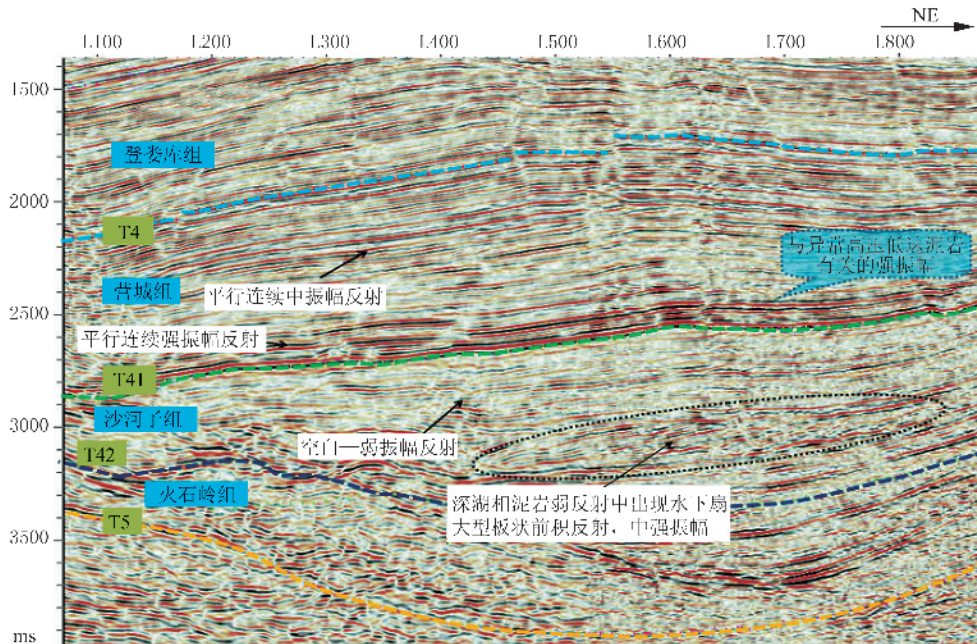 NE
1.100 1.200 1.300 1.400 1.500 1.600 1.700 1.800
1500
登娄库组
2000
T4
与异常高压低速泥岩
有关的强振幅
营城组
平行连续中振幅反射
2500
平行连续强振幅反射
T41
沙河子组
3000
空白—弱振幅反射
T42
火石岭组
深湖相泥岩弱反射中出现水下扇
大型板状前积反射，中强振幅
T5
3500
ms